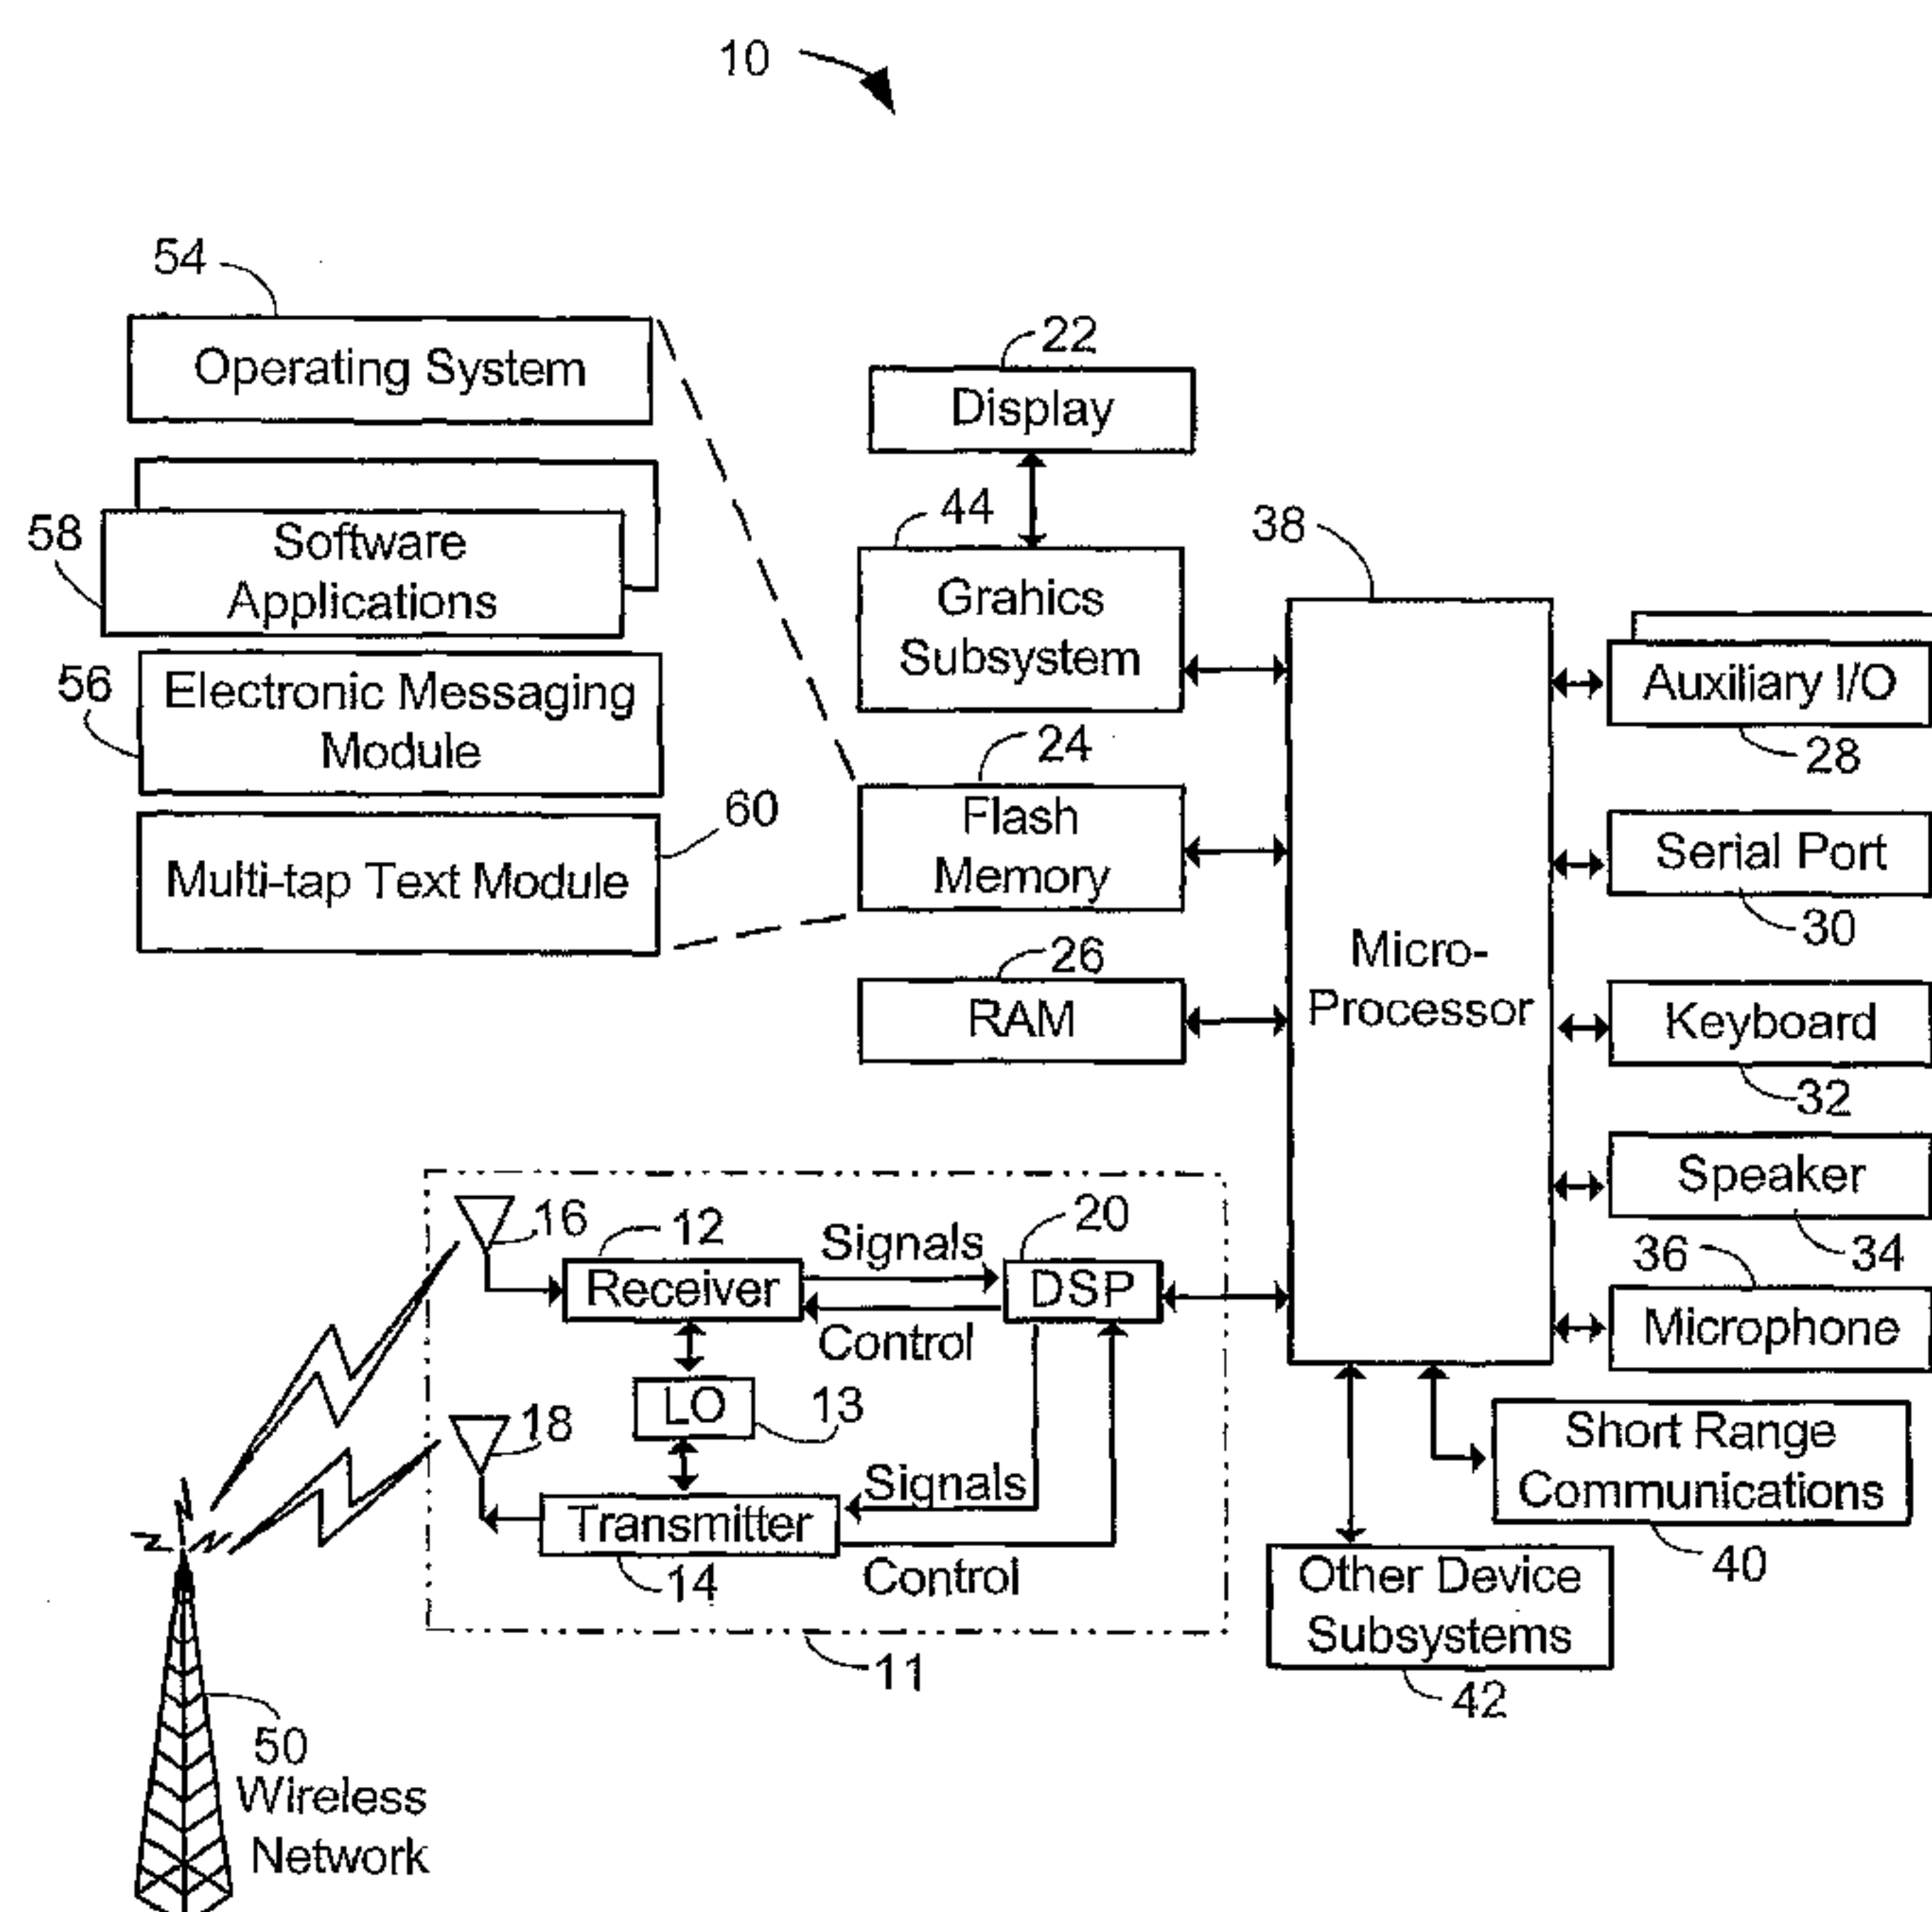 10
54
Operating System
58
Software
Applications
56
Electronic Messaging
Module
60
Multi-tap Text Module
22
Display
44
Grahics
Subsystem
24
Flash
Memory
26
RAM
38
Micro-
Processor
Auxiliary I/O
28
Serial Port
30
Keyboard
32
Speaker
34
36
Microphone
Short Range
Communications
40
Other Device
Subsystems
42
16
12
Receiver
Signals
20
DSP
Control
LO
13
18
Signals
Transmitter
14
Control
11
50
Wireless
Network